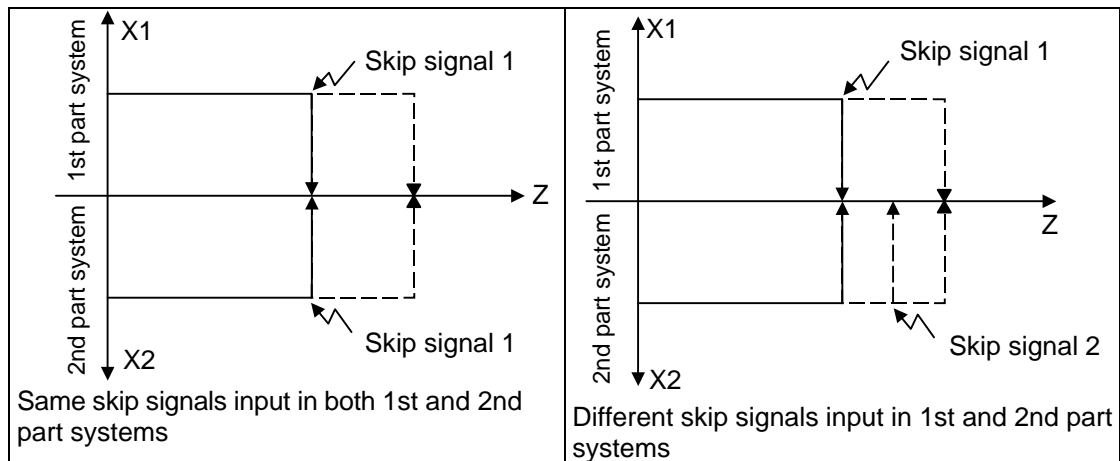 X1
1st part system
Skip signal 1
Z
2nd part system
Skip signal 1
X2
Same skip signals input in both 1st and 2nd
part systems
X1
1st part system
Skip signal 1
Z
2nd part system
Skip signal 2
X2
Different skip signals input in 1st and 2nd part
systems